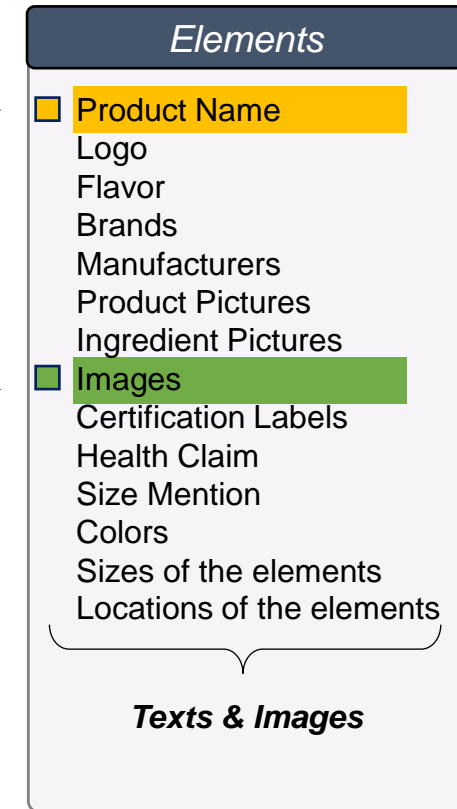 Elements
Product Name
Logo
Flavor
Brands
Manufacturers
Product Pictures
Ingredient Pictures
Images
Certification Labels
Health Claim
Size Mention
Colors
Sizes of the elements
Locations of the elements
Texts & Images